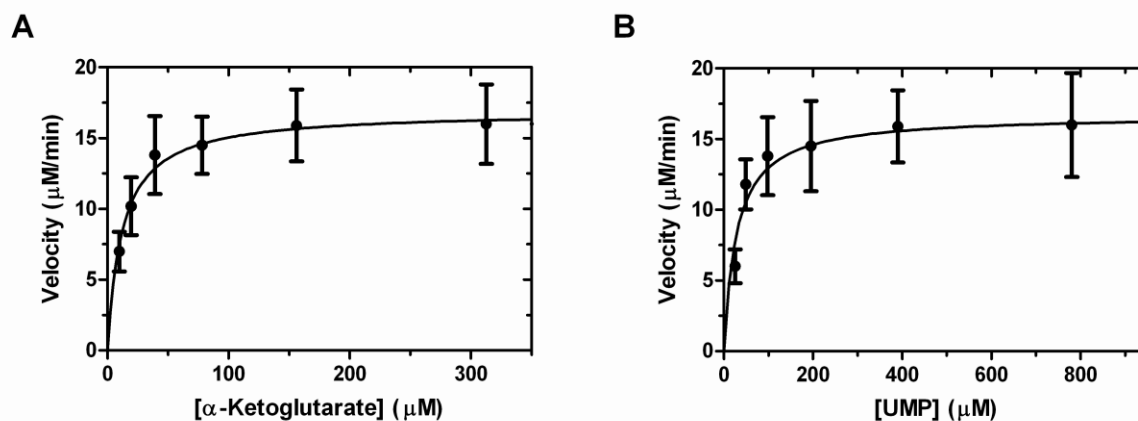 A
20
15
10
5
0
Velocity (μM/min)
0 100 200 300
[α-Ketoglutarate] (μM)
B
20
15
10
5
0
Velocity (μM/min)
0 200 400 600 800
[UMP] (μM)